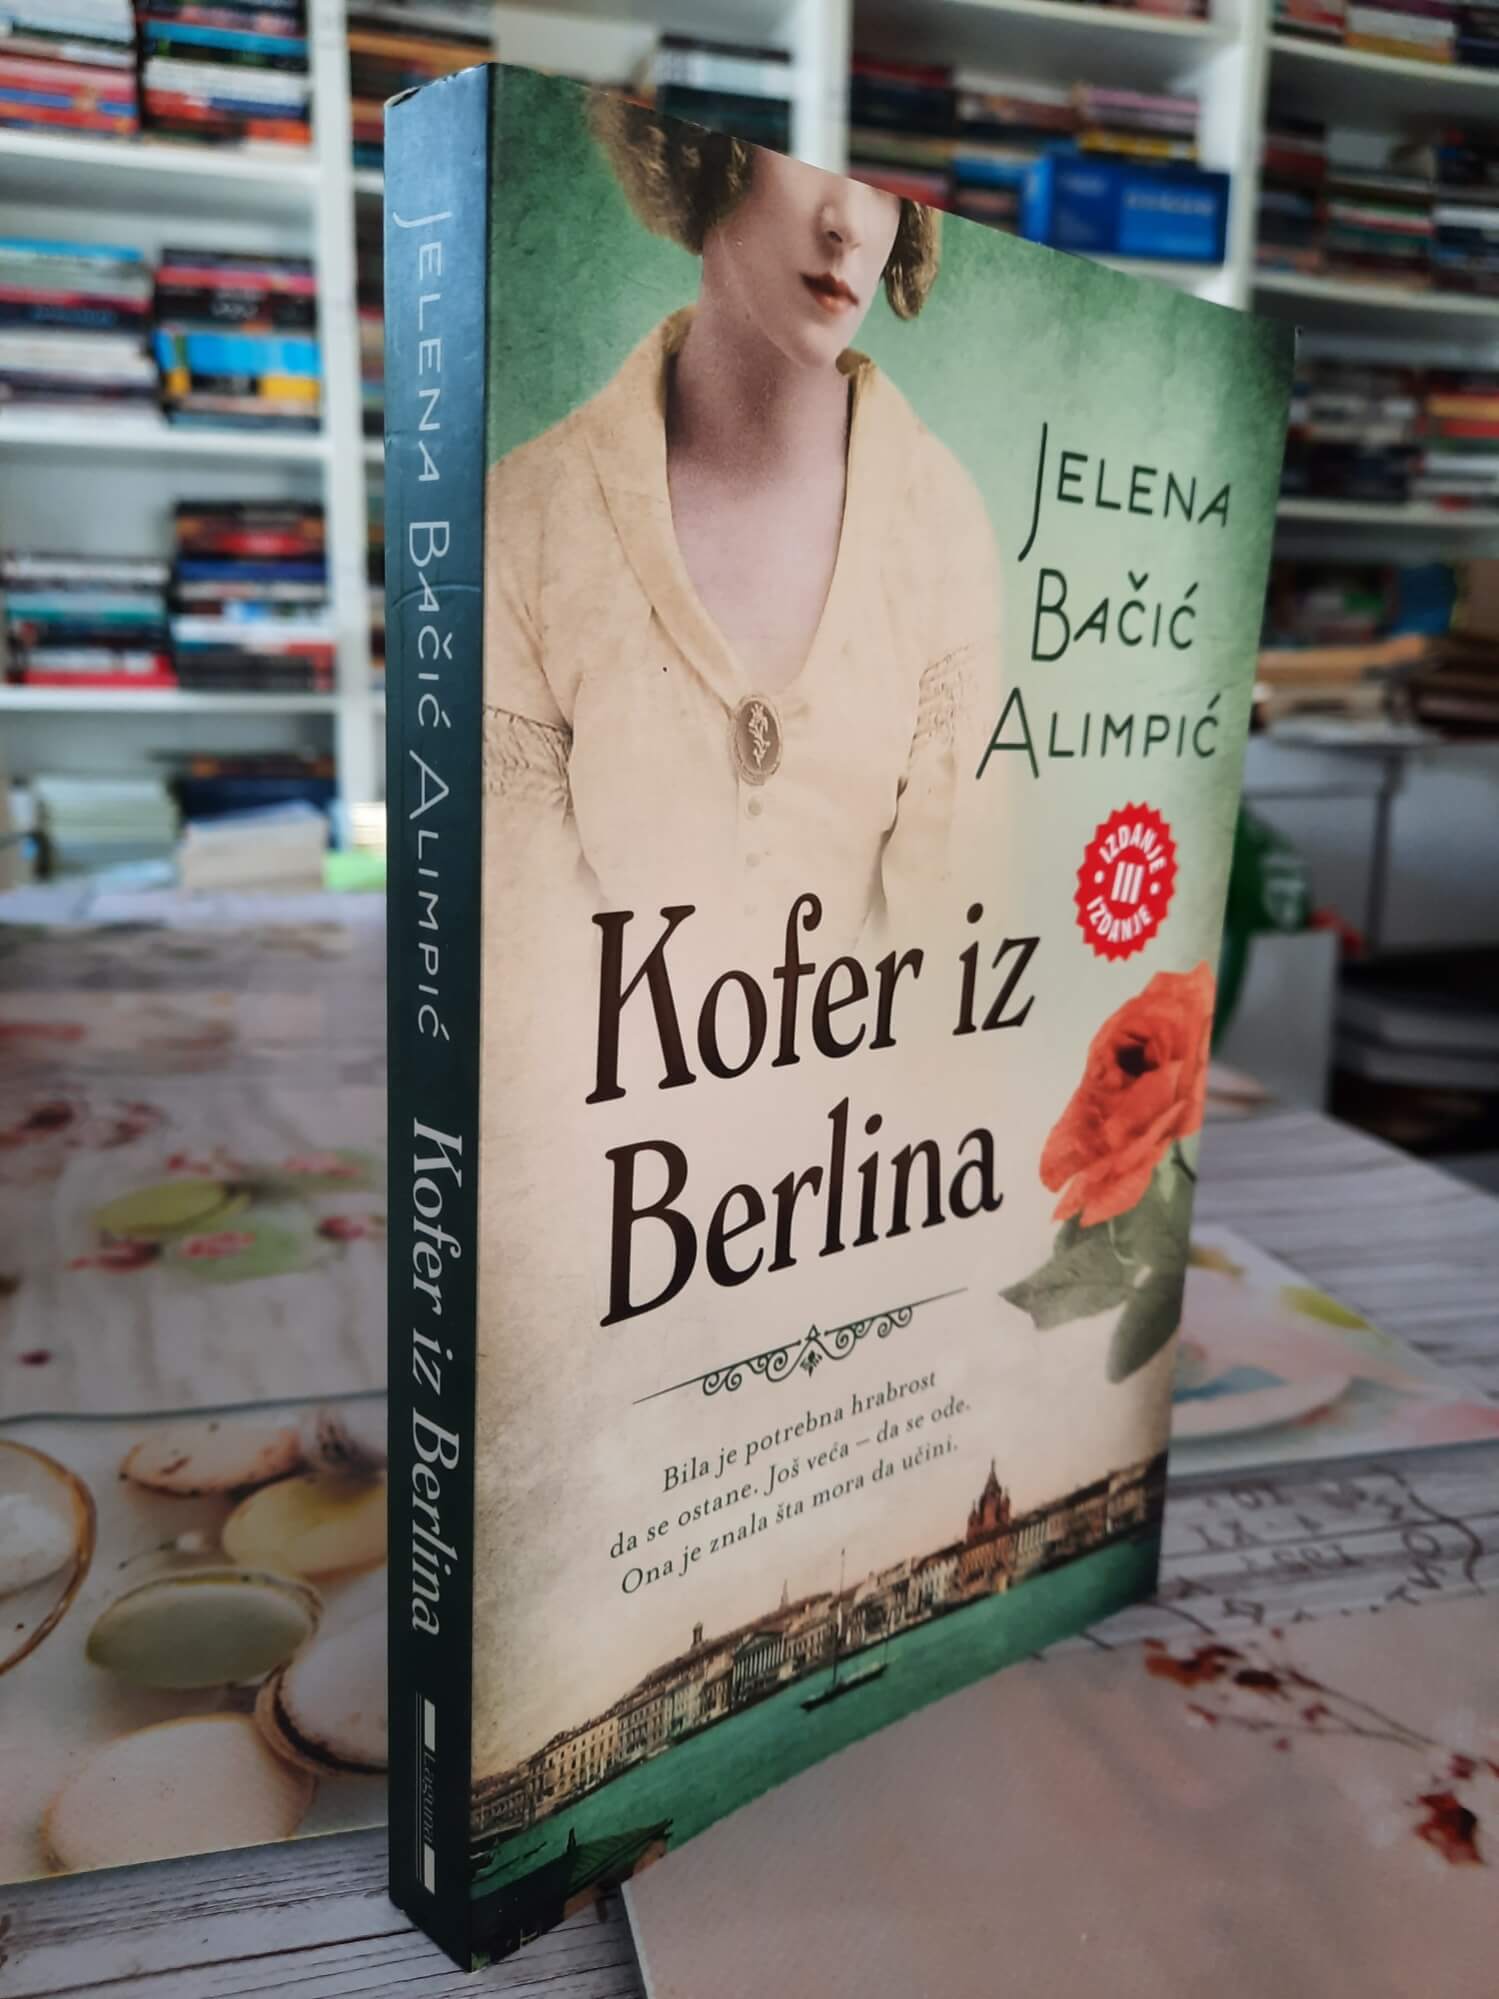 Jelena Bačić Alimpić Kofer iz Berlina Laguna
Jelena
Bačić
Alimpić
IZDANJE
III
IZDANJE
Kofer iz
Berlina
Bila je potrebna hrabrost
da se ostane. Još veća – da se ode.
Ona je znala šta mora da učini.